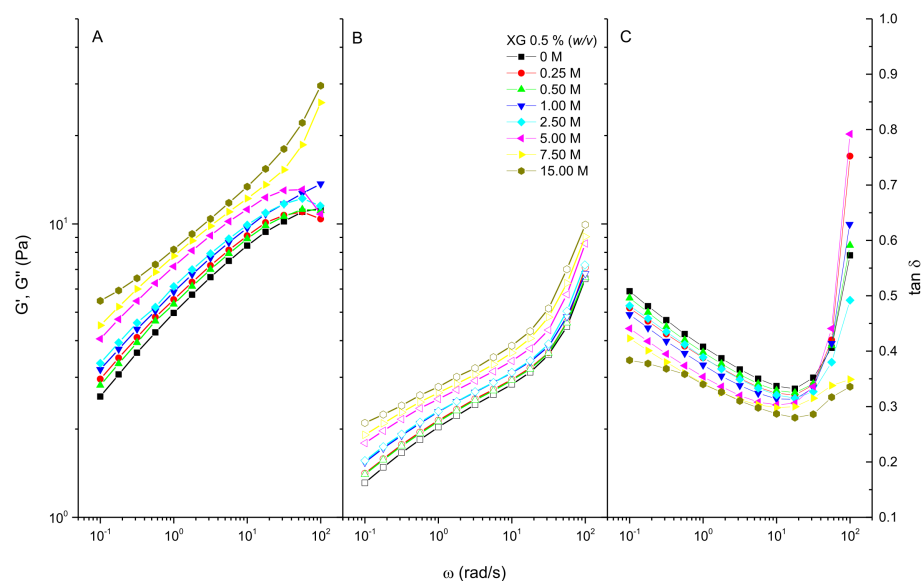 A
B
C
XG 0.5 % (w/v)
0 M
0.25 M
0.50 M
1.00 M
2.50 M
5.00 M
7.50 M
15.00 M
G', G'' (Pa)
10¹
10⁰
10⁻¹ 10⁰ 10¹ 10² 10⁻¹ 10⁰ 10¹ 10² 10⁻¹ 10⁰ 10¹ 10²
ω (rad/s)
1.0
0.9
0.8
0.7
0.6
0.5
0.4
0.3
0.2
0.1
tan δ